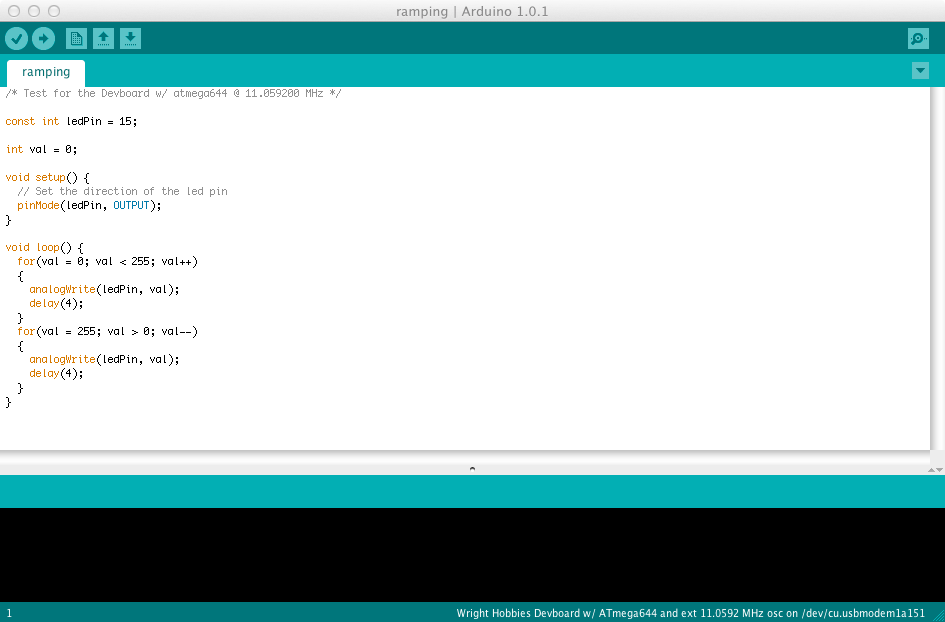 ramping | Arduino 1.0.1
ramping
/* Test for the Devboard w/ atmega644 @ 11.059200 MHz */
const int ledPin = 15;
int val = 0;
void setup() {
  // Set the direction of the led pin
  pinMode(ledPin, OUTPUT);
}
void loop() {
  for(val = 0; val < 255; val++)
  {
    analogWrite(ledPin, val);
    delay(4);
  }
  for(val = 255; val > 0; val--)
  {
    analogWrite(ledPin, val);
    delay(4);
  }
}
1
Wright Hobbies Devboard w/ ATmega644 and ext 11.0592 MHz osc on /dev/cu.usbmodem1a151